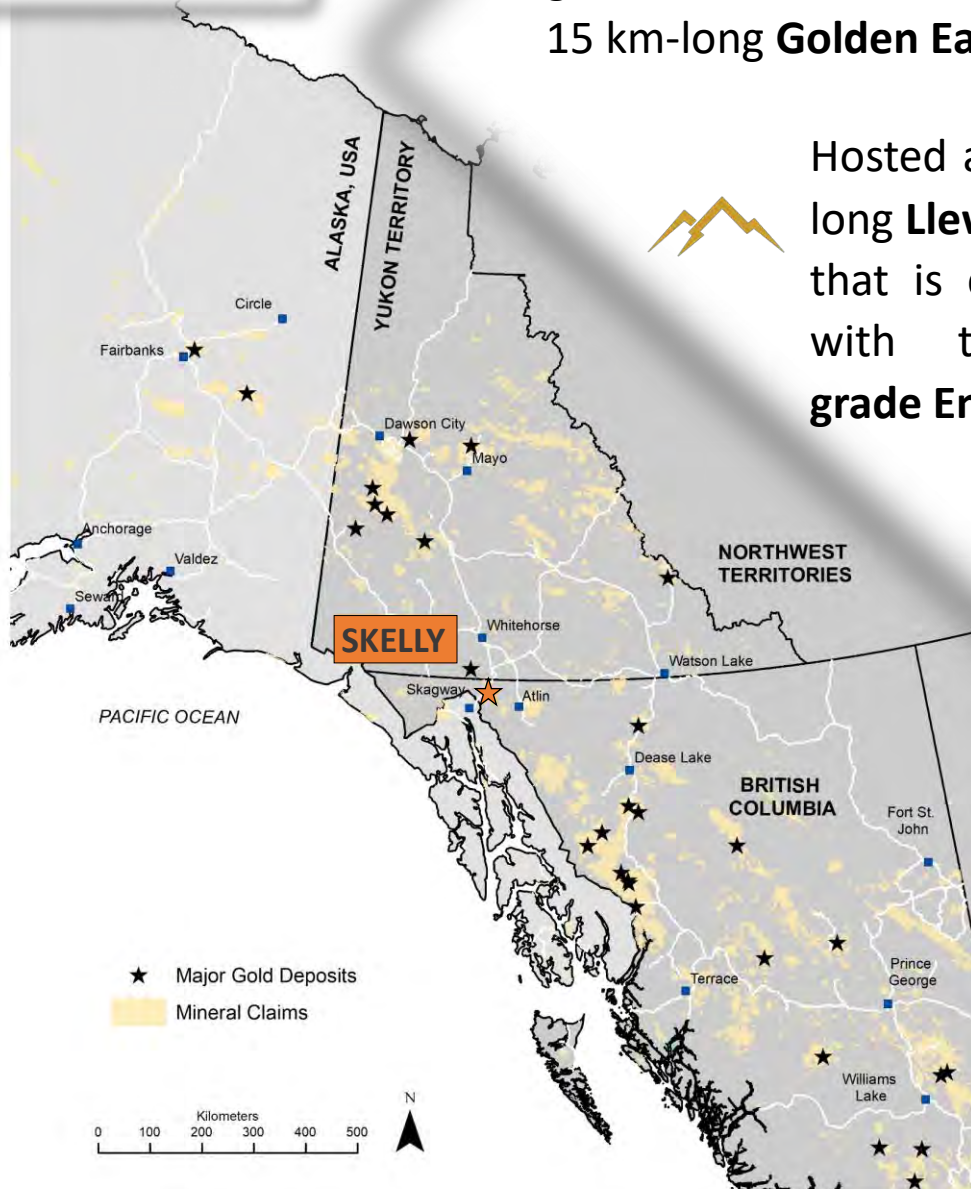 15 km-long Golden Ea
Hosted a
long Llew
that is
with t
grade Er
ALASKA, USA
YUKON TERRITORY
Circle
Fairbanks
Dawson City
Mayo
Anchorage
Valdez
Seward
NORTHWEST
TERRITORIES
SKELLY
Whitehorse
Watson Lake
Skagway
Atlin
PACIFIC OCEAN
Dease Lake
BRITISH
COLUMBIA
Fort St.
John
Major Gold Deposits
Mineral Claims
Terrace
Prince
George
Williams
Lake
Kilometers
0 100 200 300 400 500
N